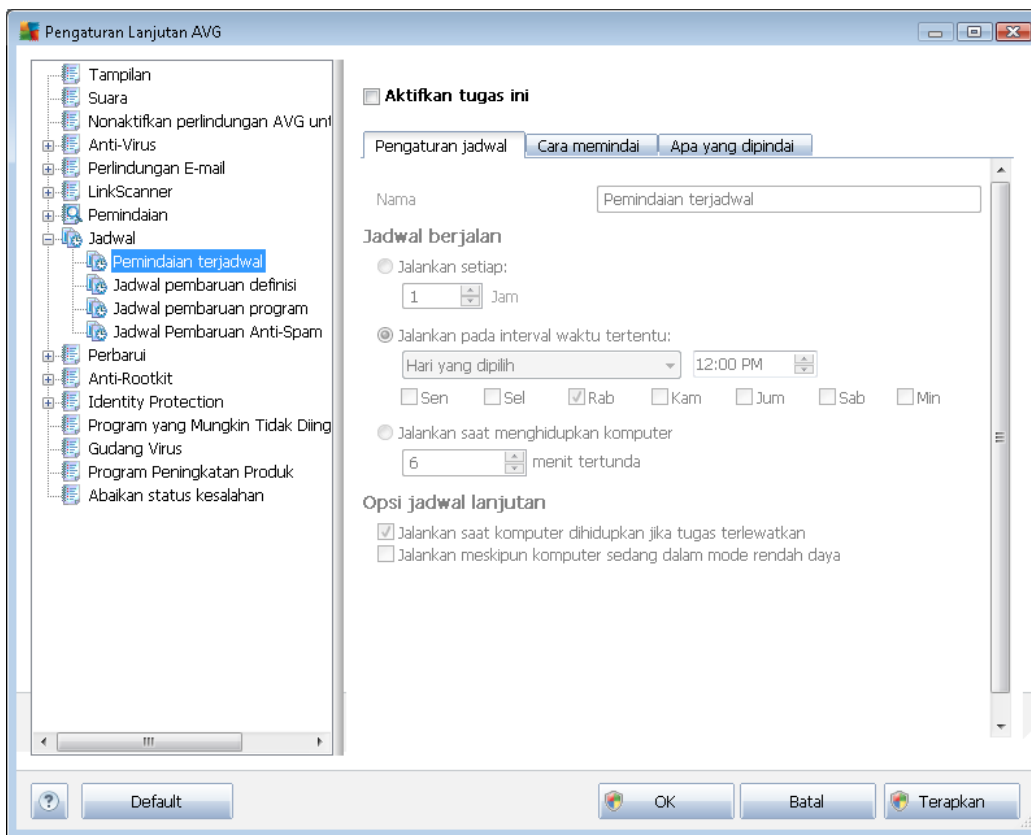 Pengaturan Lanjutan AVG
Tampilan
Suara
Nonaktifkan perlindungan AVG unt
Anti-Virus
Perlindungan E-mail
LinkScanner
Pemindaian
Jadwal
Pemindaian terjadwal
Jadwal pembaruan definisi
Jadwal pembaruan program
Jadwal Pembaruan Anti-Spam
Perbarui
Anti-Rootkit
Identity Protection
Program yang Mungkin Tidak Diing
Gudang Virus
Program Peningkatan Produk
Abaikan status kesalahan
Aktifkan tugas ini
Pengaturan jadwal Cara memindai Apa yang dipindai
Nama Pemindaian terjadwal
Jadwal berjalan
Jalankan setiap:
1 Jam
Jalankan pada interval waktu tertentu:
Hari yang dipilih 12:00 PM
Sen Sel Rab Kam Jum Sab Min
Jalankan saat menghidupkan komputer
6 menit tertunda
Opsi jadwal lanjutan
Jalankan saat komputer dihidupkan jika tugas terlewatkan
Jalankan meskipun komputer sedang dalam mode rendah daya
? Default OK Batal Terapkan